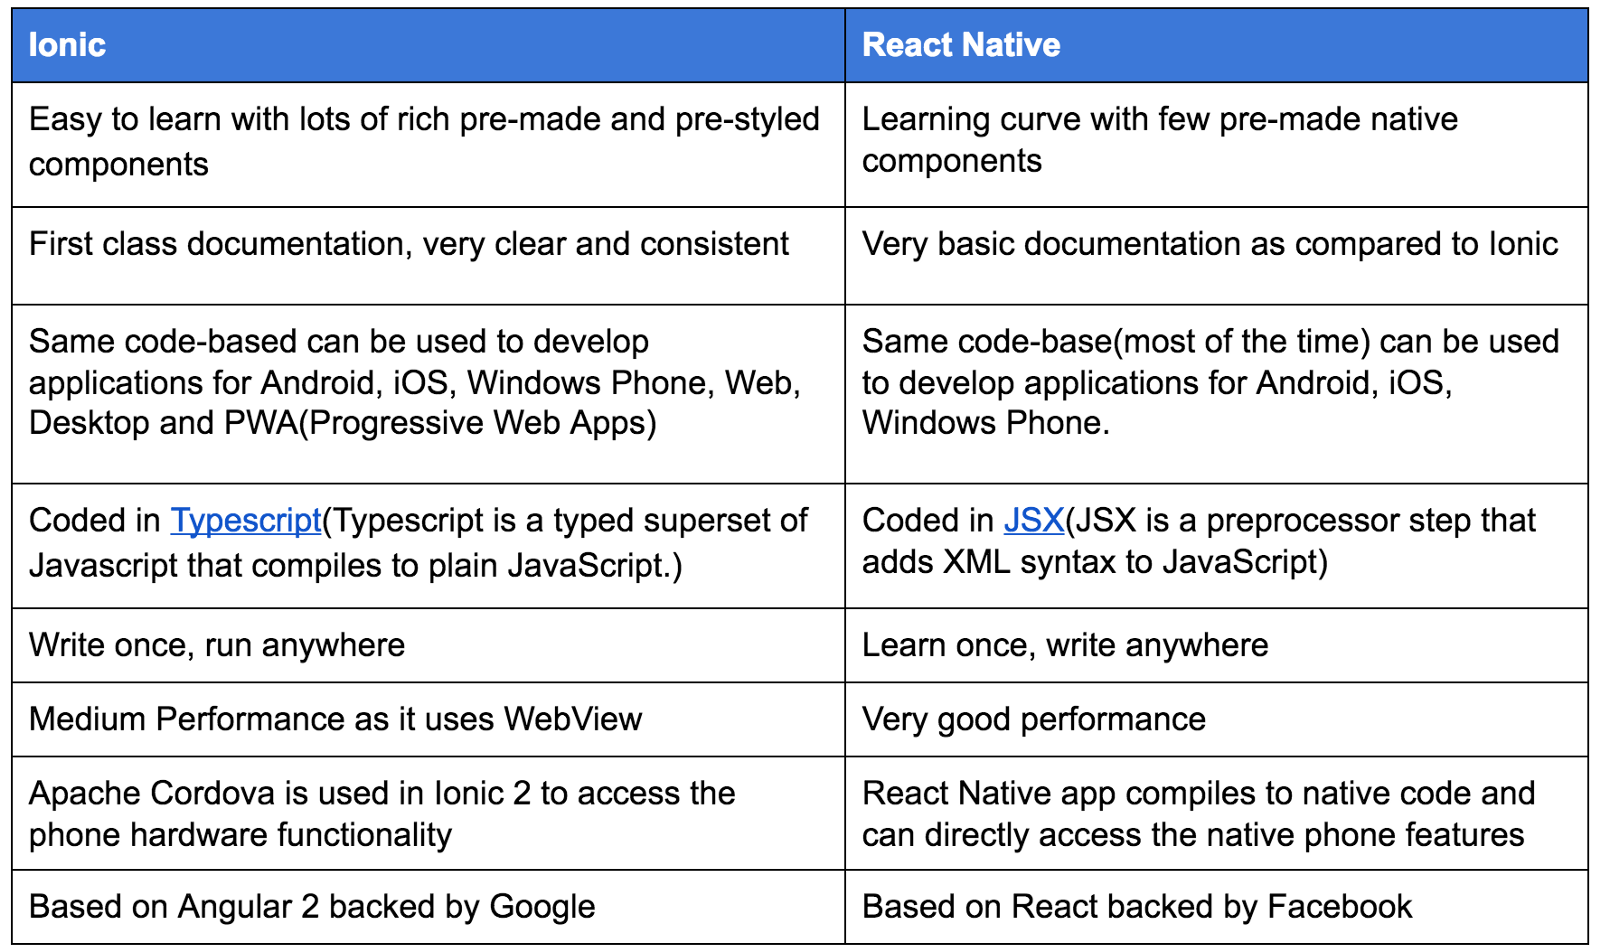 Ionic
React Native
Easy to learn with lots of rich pre-made and pre-styled
components
Learning curve with few pre-made native
components
First class documentation, very clear and consistent
Very basic documentation as compared to Ionic
Same code-based can be used to develop
applications for Android, iOS, Windows Phone, Web,
Desktop and PWA(Progressive Web Apps)
Same code-base(most of the time) can be used
to develop applications for Android, iOS,
Windows Phone.
Coded in Typescript(Typescript is a typed superset of
Javascript that compiles to plain JavaScript.)
Coded in JSX(JSX is a preprocessor step that
adds XML syntax to JavaScript)
Write once, run anywhere
Learn once, write anywhere
Medium Performance as it uses WebView
Very good performance
Apache Cordova is used in Ionic 2 to access the
phone hardware functionality
React Native app compiles to native code and
can directly access the native phone features
Based on Angular 2 backed by Google
Based on React backed by Facebook